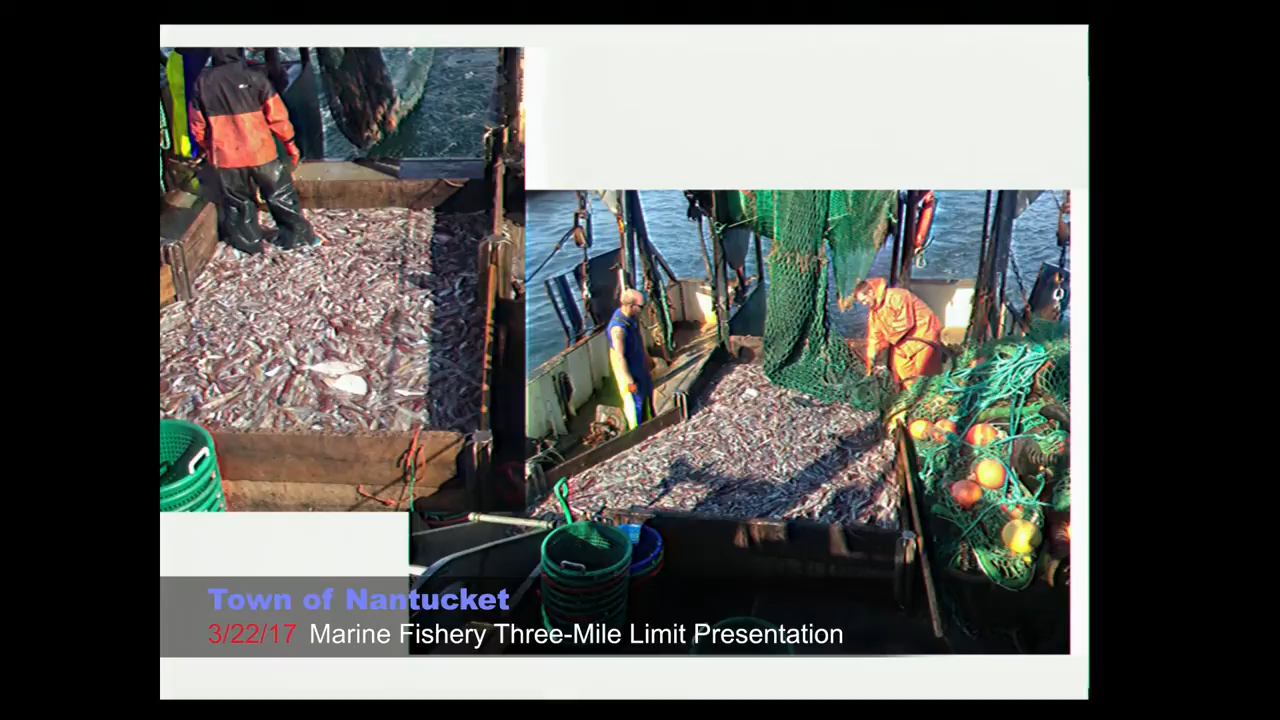 Town of Nantucket
3/22/17 Marine Fishery Three-Mile Limit Presentation